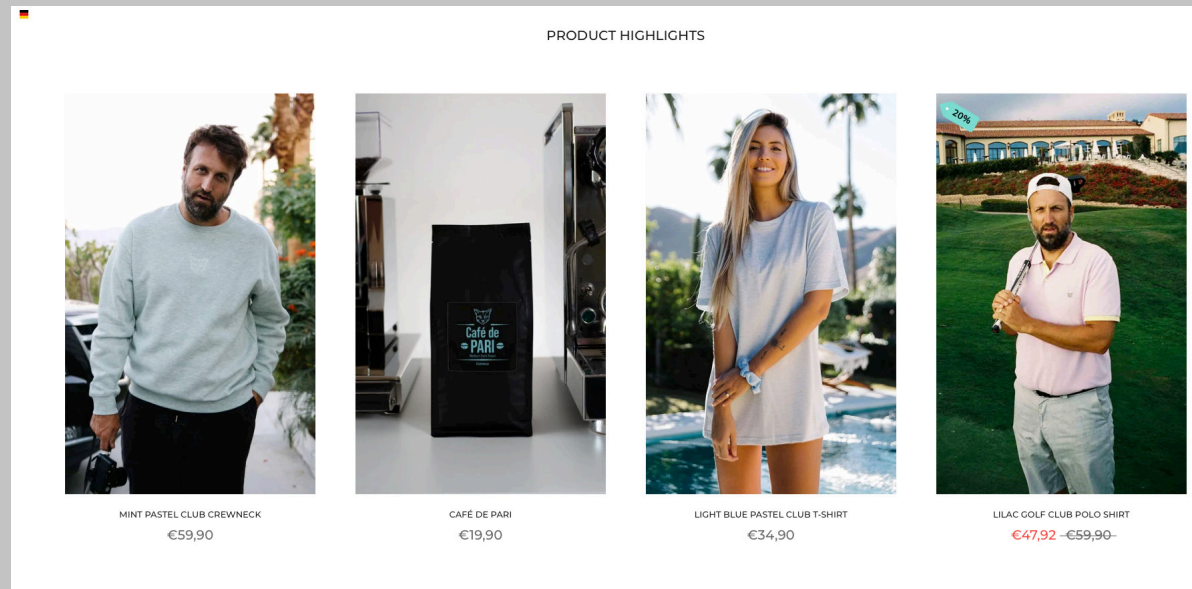 PRODUCT HIGHLIGHTS
20%
Café de
PARI
MINT PASTEL CLUB CREWNECK
€59,90
CAFÉ DE PARI
€19,90
LIGHT BLUE PASTEL CLUB T-SHIRT
€34,90
LILAC GOLF CLUB POLO SHIRT
€47,92 €59,90